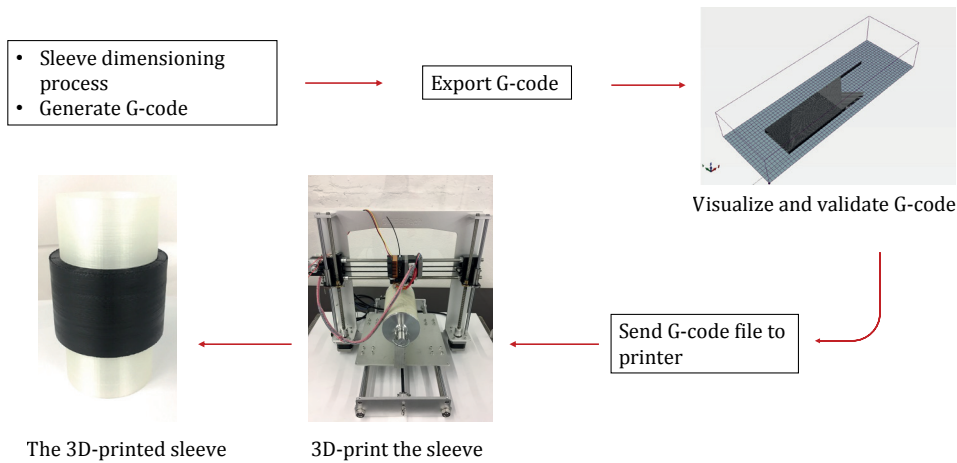 • Sleeve dimensioning
process
• Generate G-code
Export G-code
Visualize and validate G-code
Send G-code file to
printer
3D-print the sleeve
The 3D-printed sleeve